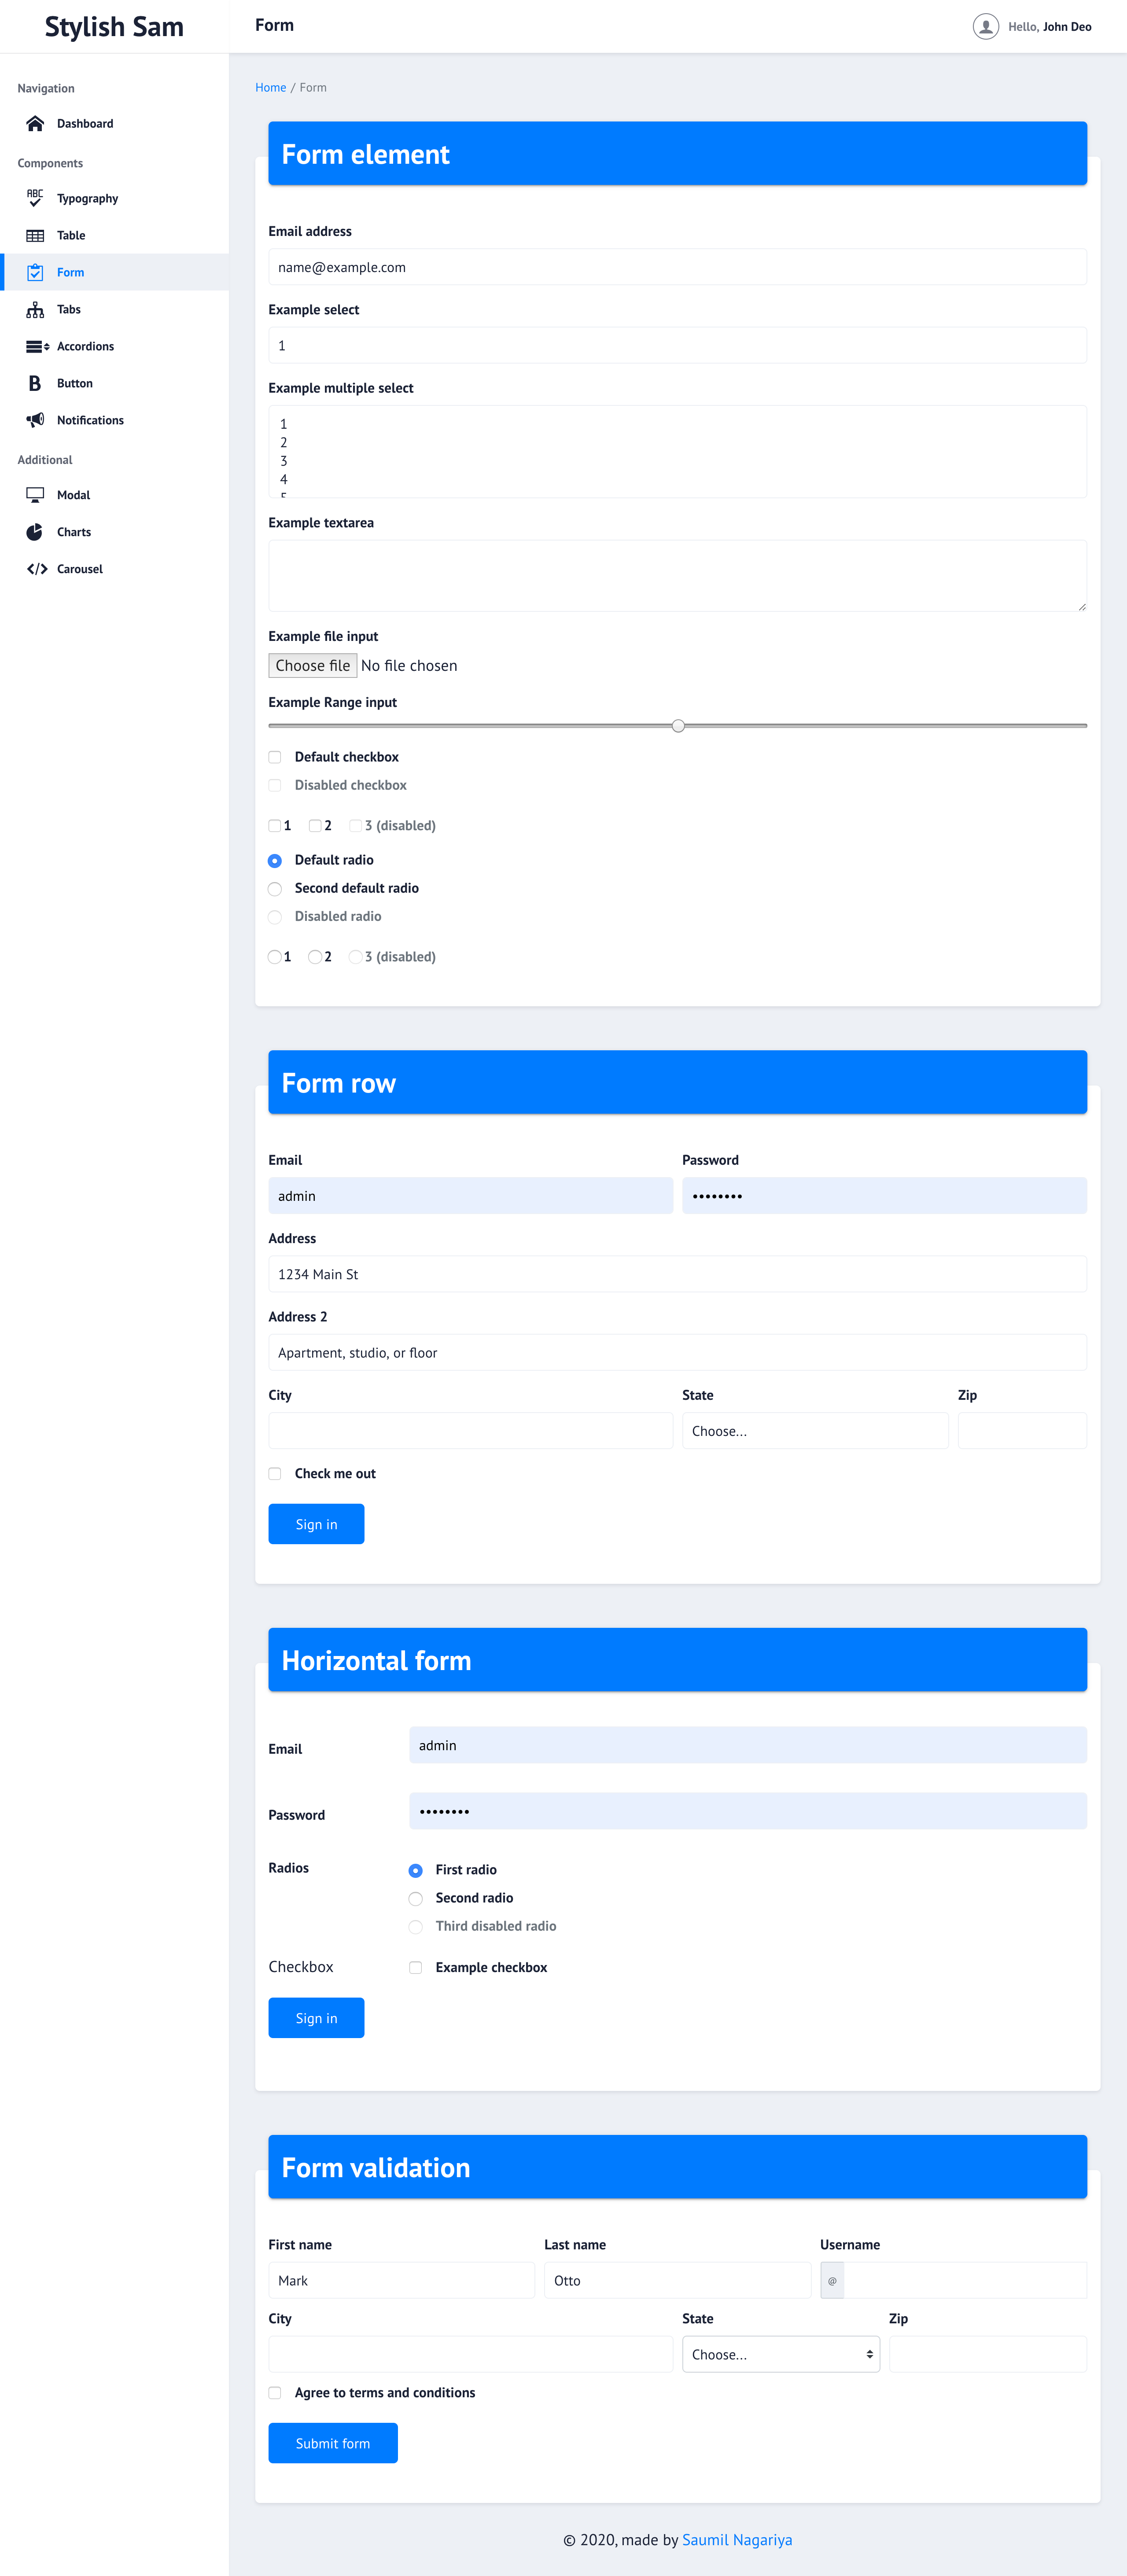 Stylish Sam
Form
Hello, John Deo
Navigation
Dashboard
Components
ABC
Typography
Table
Form
Tabs
Accordions
B
Button
Notifications
Additional
Modal
Charts
Carousel
Home / Form
Form element
Email address
name@example.com
Example select
1
Example multiple select
1
2
3
4
5
Example textarea
Example file input
Choose file No file chosen
Example Range input
Default checkbox
Disabled checkbox
1 2 3 (disabled)
Default radio
Second default radio
Disabled radio
1 2 3 (disabled)
Form row
Email Password
admin ••••••••
Address
1234 Main St
Address 2
Apartment, studio, or floor
City State Zip
Choose...
Check me out
Sign in
Horizontal form
Email admin
Password ••••••••
Radios First radio
Second radio
Third disabled radio
Checkbox Example checkbox
Sign in
Form validation
First name Last name Username
Mark Otto @
City State Zip
Choose...
Agree to terms and conditions
Submit form
© 2020, made by Saumil Nagariya